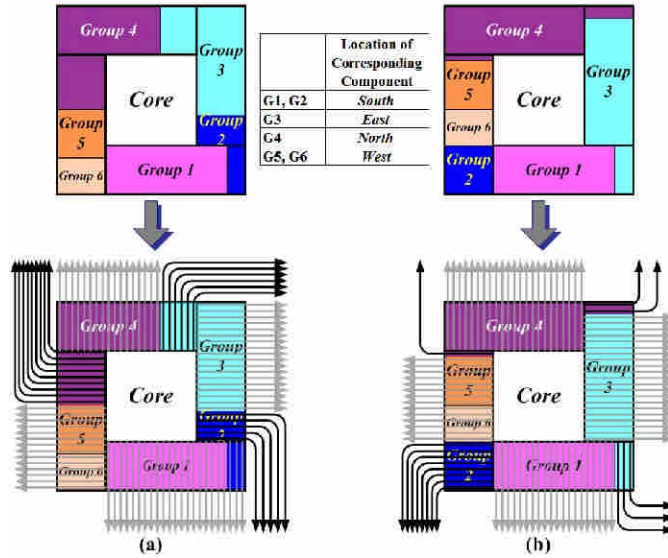 Group 4
Group
3
Core
Group
5
Group
2
Group 6
Group 1
Location of
Corresponding
Component
G1, G2 South
G3 East
G4 North
G5, G6 West
Group 4
Group
3
Core
Group
5
Group 6
Group
2
Group 1
Group 4
Group
3
Core
Group
5
Group
2
Group 6
Group 1
(a)
Group 4
Group
3
Core
Group
5
Group 6
Group
2
Group 1
(b)